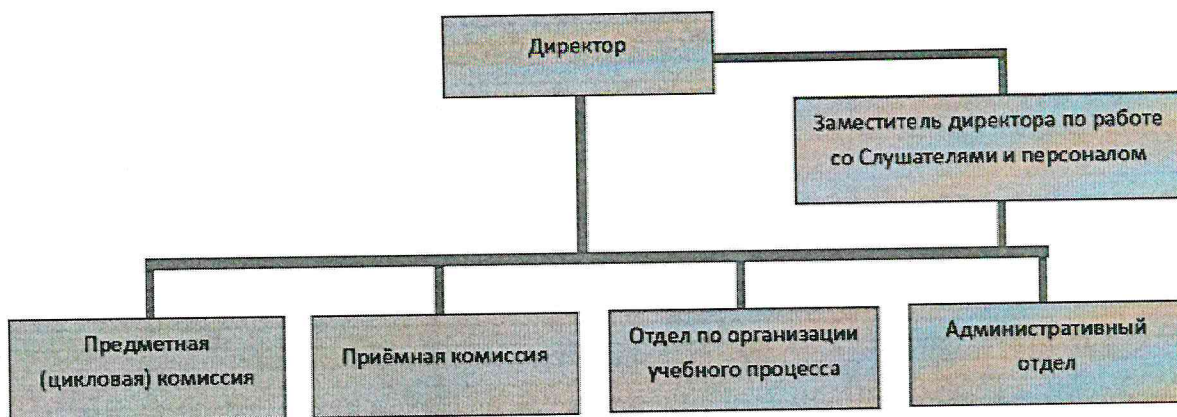 Директор
Заместитель директора по работе
со Слушателями и персоналом
Предметная
(цикловая) комиссия
Приёмная комиссия
Отдел по организации
учебного процесса
Административный
отдел